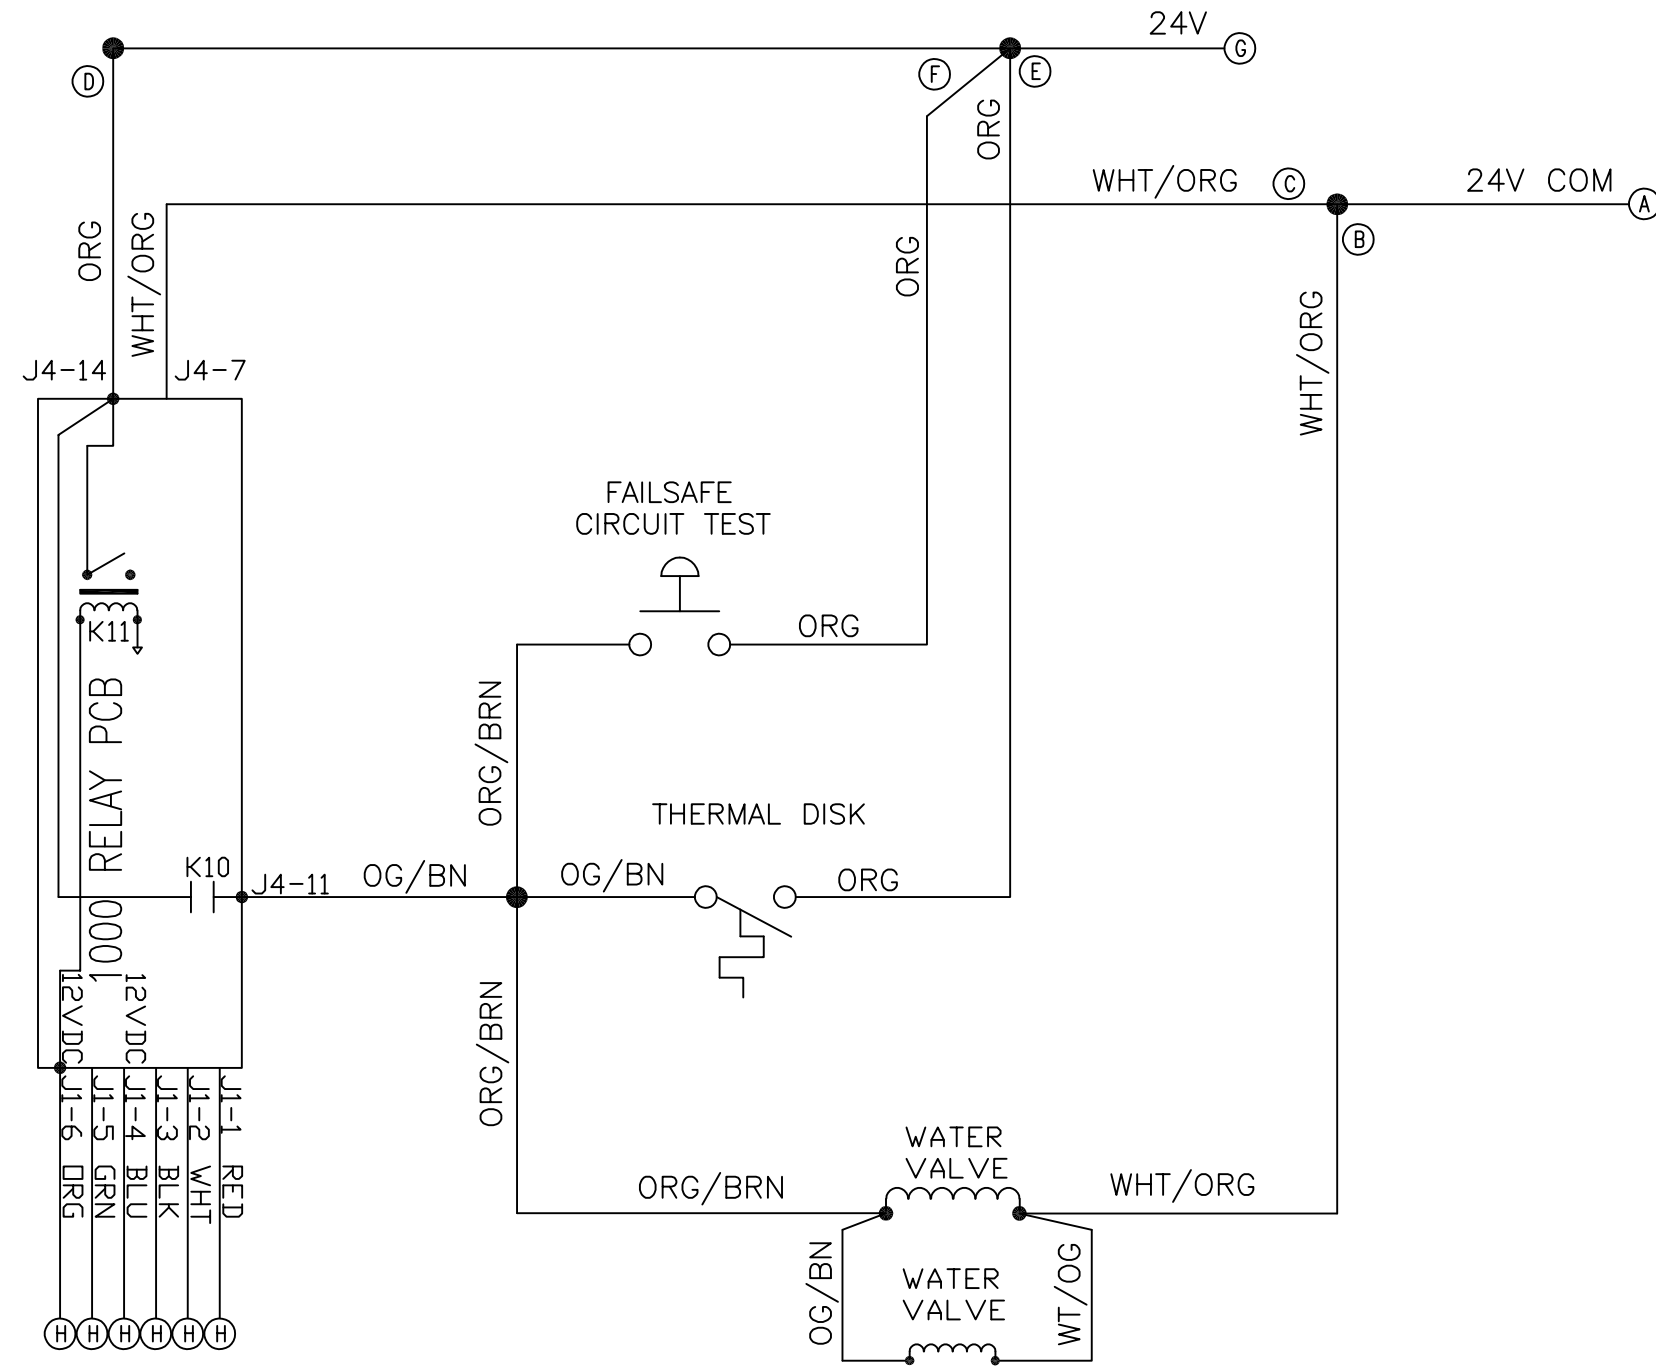 24V
G
D
F
E
ORG
WHT/ORG
C
24V COM
A
B
ORG
WHT/ORG
ORG
WHT/ORG
J4-14
J4-7
FAILSAFE
CIRCUIT TEST
K11
ORG
1000 RELAY PCB
ORG/BRN
THERMAL DISK
K10
J4-11
OG/BN
OG/BN
ORG
12VDC
12VDC
ORG/BRN
J1-6 ORG
J1-5 GRN
J1-4 BLU
J1-3 BLK
J1-2 WHT
J1-1 RED
WATER
VALVE
ORG/BRN
WHT/ORG
OG/BN
WATER
VALVE
WT/OG
H
H
H
H
H
H